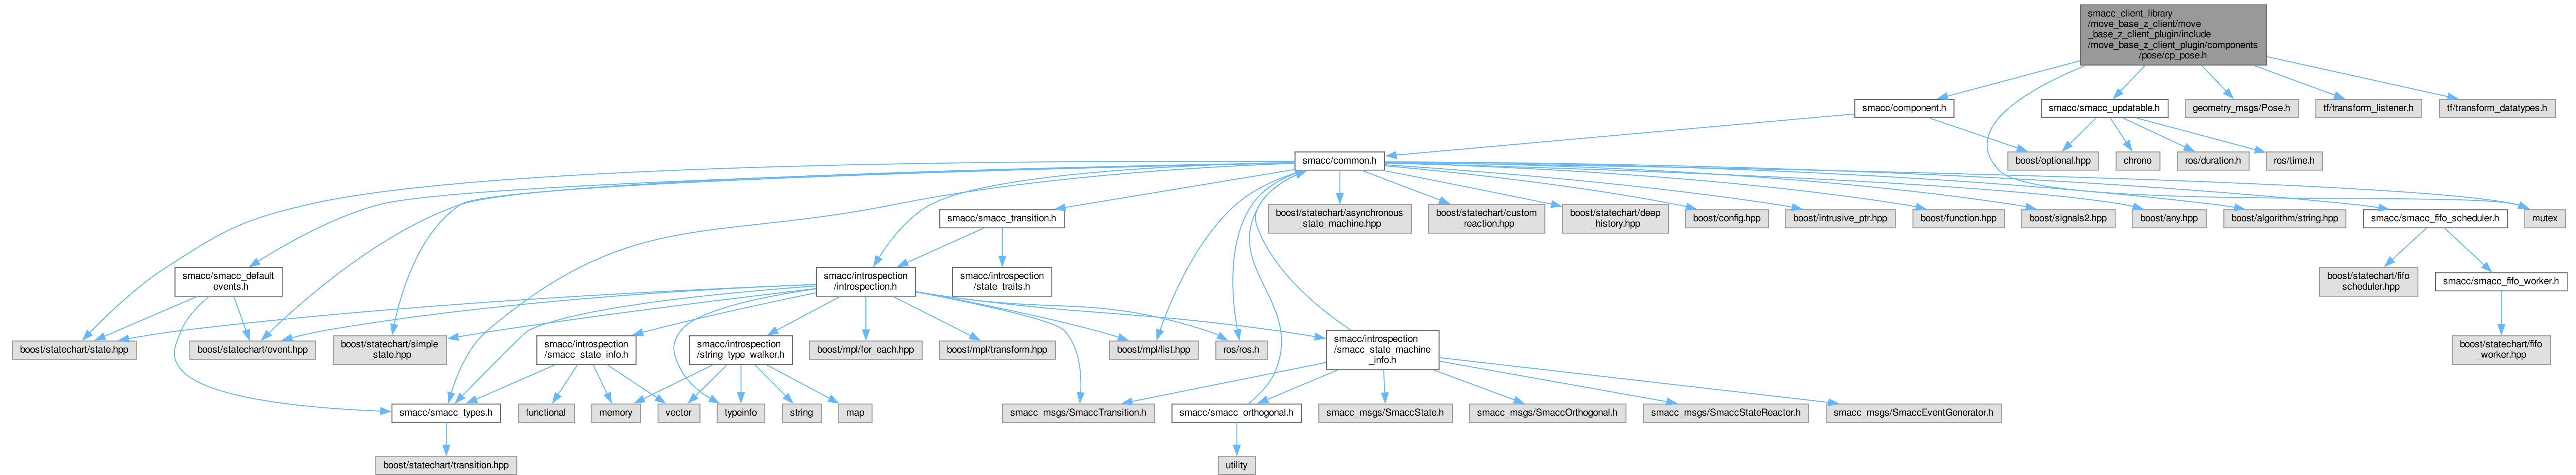 smacc_client_library
/move_base_z_client/move
_base_z_client_plugin/include
/move_base_z_client_plugin/components
/pose/cp_pose.h
smacc/component.h
smacc/smacc_updatable.h
geometry_msgs/Pose.h
tf/transform_listener.h
tf/transform_datatypes.h
smacc/common.h
boost/optional.hpp
chrono
ros/duration.h
ros/time.h
smacc/smacc_transition.h
boost/statechart/asynchronous
_state_machine.hpp
boost/statechart/custom
_reaction.hpp
boost/statechart/deep
_history.hpp
boost/config.hpp
boost/intrusive_ptr.hpp
boost/function.hpp
boost/signals2.hpp
boost/any.hpp
boost/algorithm/string.hpp
smacc/smacc_fifo_scheduler.h
mutex
smacc/smacc_default
_events.h
smacc/introspection
/introspection.h
smacc/introspection
/state_traits.h
boost/statechart/fifo
_scheduler.hpp
smacc/smacc_fifo_worker.h
boost/statechart/state.hpp
boost/statechart/event.hpp
boost/statechart/simple
_state.hpp
smacc/introspection
/smacc_state_info.h
smacc/introspection
/string_type_walker.h
boost/mpl/for_each.hpp
boost/mpl/transform.hpp
boost/mpl/list.hpp
ros/ros.h
smacc/introspection
/smacc_state_machine
_info.h
boost/statechart/fifo
_worker.hpp
smacc/smacc_types.h
functional
memory
vector
typeinfo
string
map
smacc_msgs/SmaccTransition.h
smacc/smacc_orthogonal.h
smacc_msgs/SmaccState.h
smacc_msgs/SmaccOrthogonal.h
smacc_msgs/SmaccStateReactor.h
smacc_msgs/SmaccEventGenerator.h
boost/statechart/transition.hpp
utility